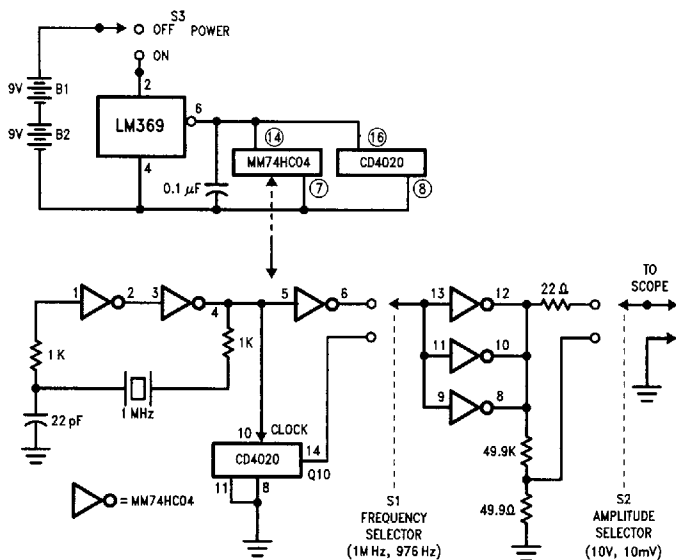 S3
OFF POWER
ON
9V B1
9V B2
2
LM369
6
4
0.1 µF
14
MM74HC04
7
16
CD4020
8
1 2 3 4 5 6
1 K
1K
1 MHz
22 pF
CLOCK
10
CD4020
14
Q10
11 8
= MM74HC04
13 12
11 10
9 8
22 Ω
TO
SCOPE
49.9K
49.9Ω
S1
FREQUENCY
SELECTOR
(1MHz, 976Hz)
S2
AMPLITUDE
SELECTOR
(10V, 10mV)